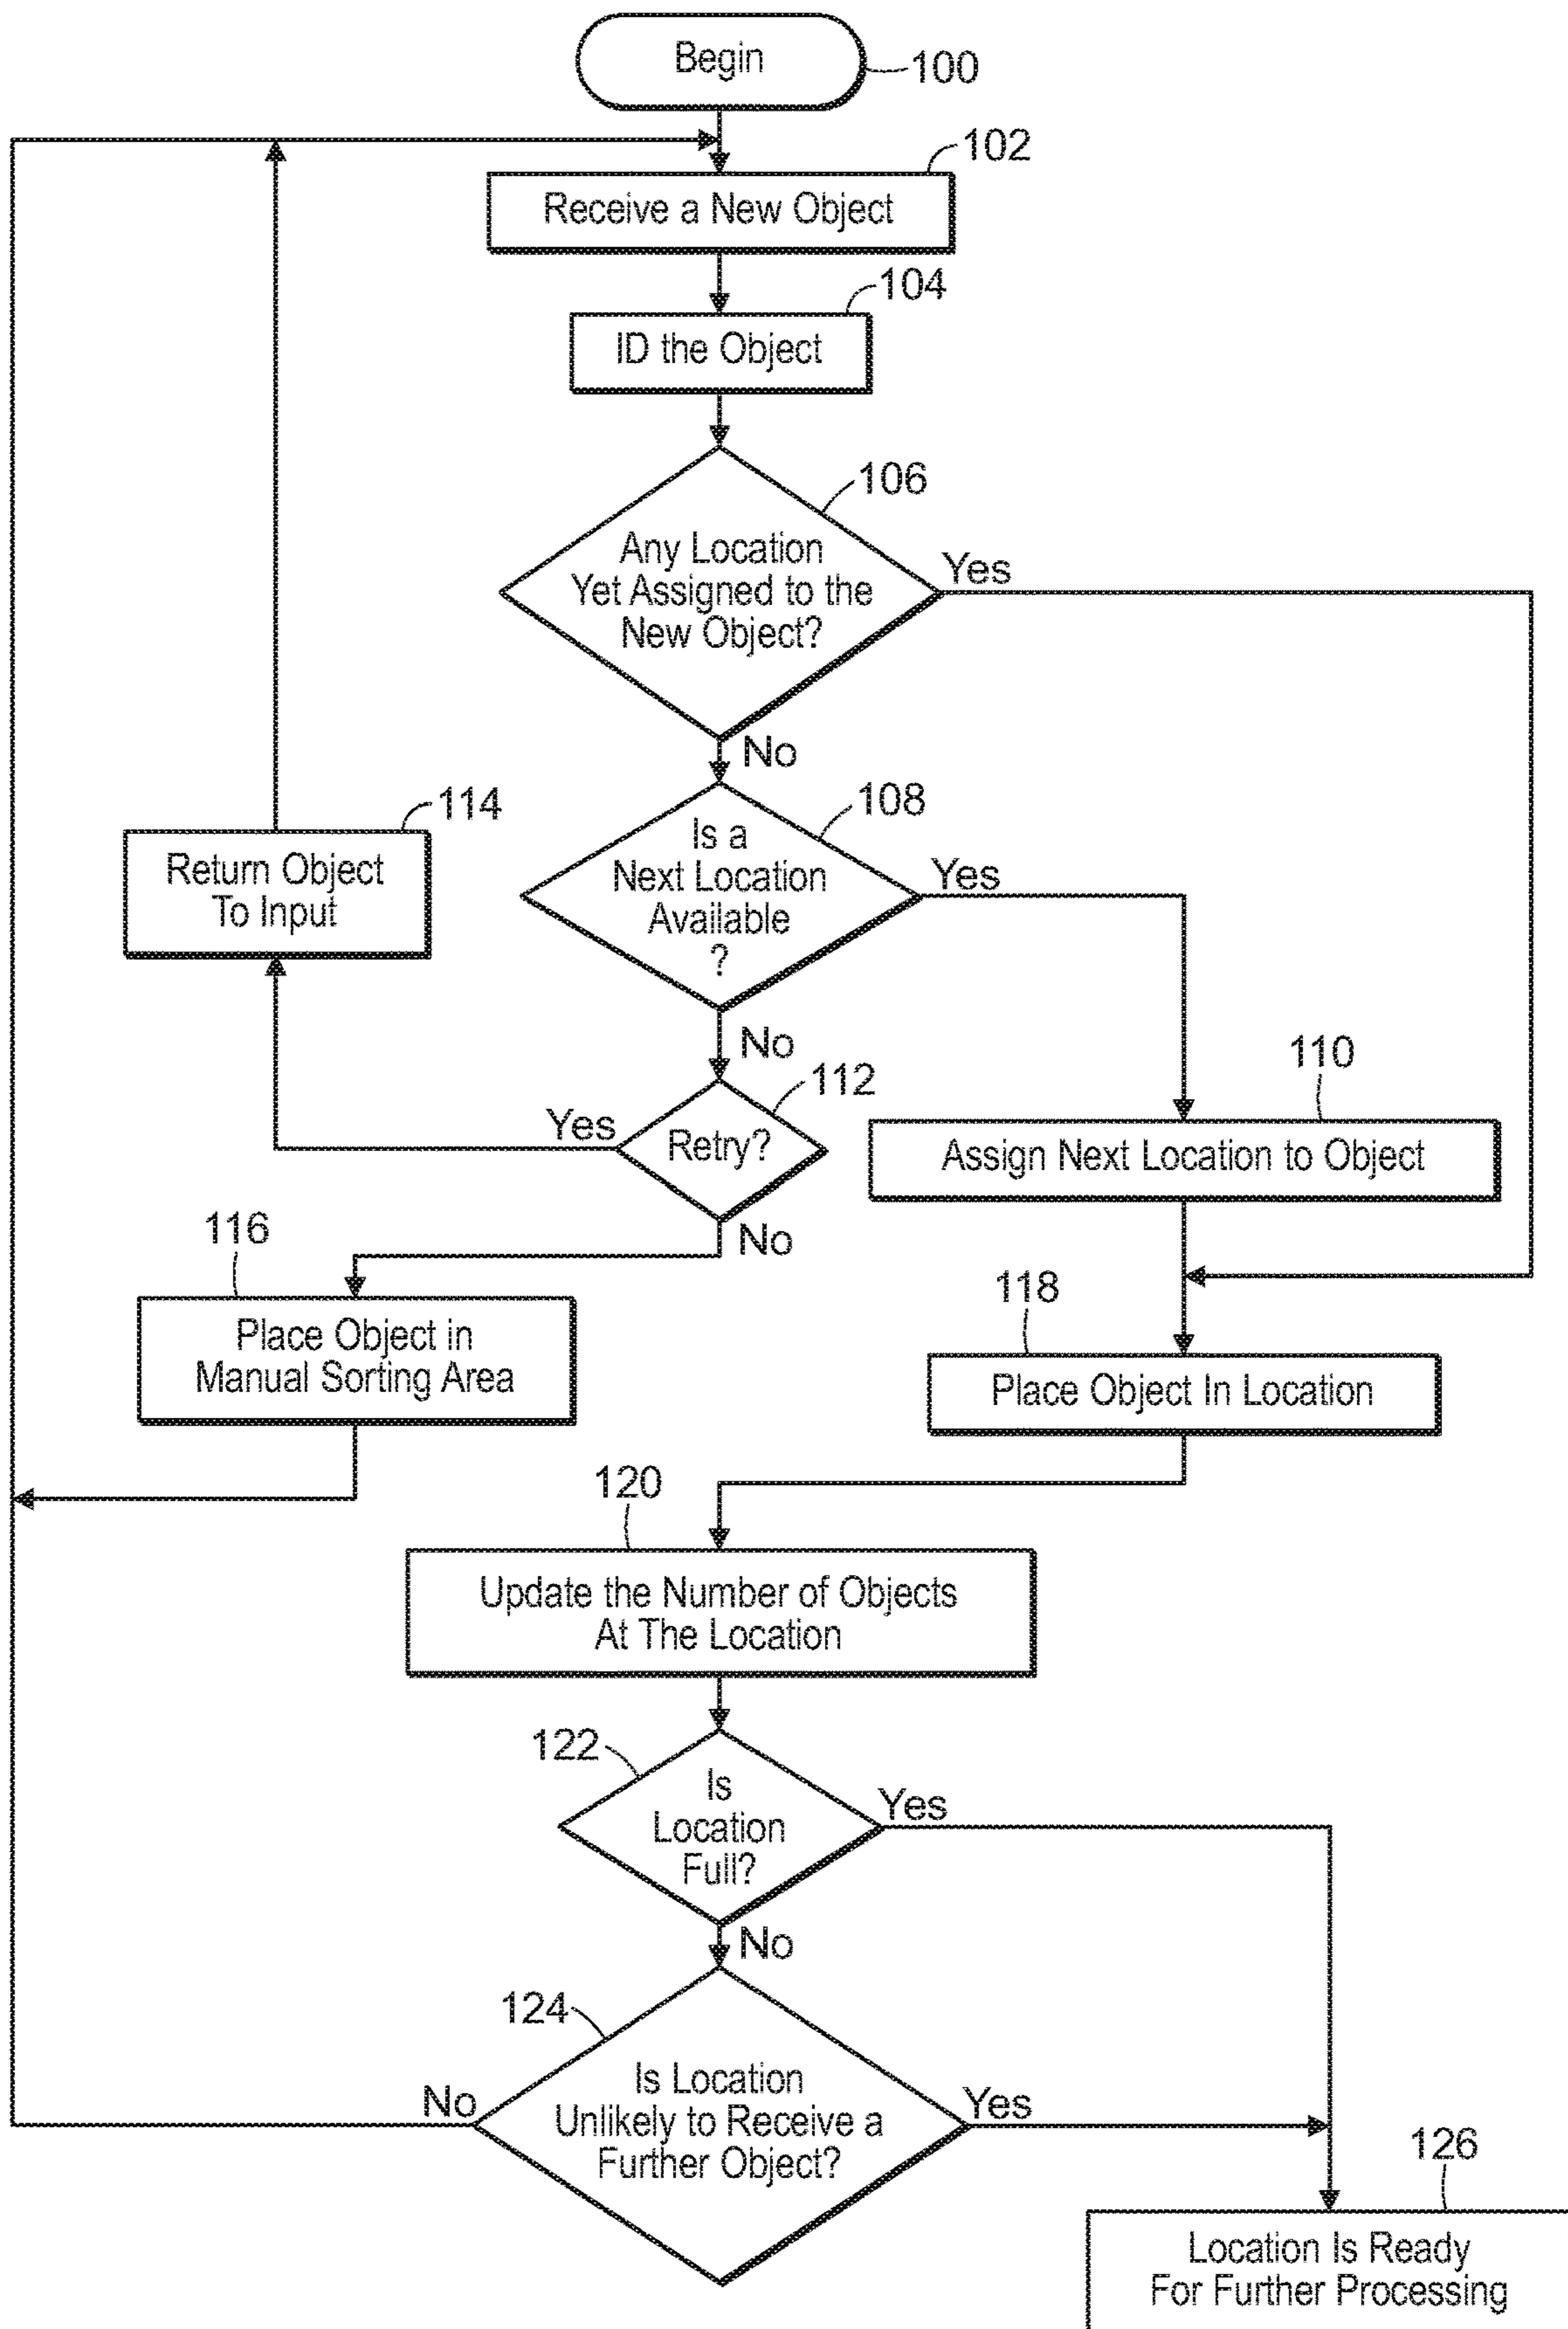 Begin
100
102
Receive a New Object
104
ID the Object
106
Any Location
Yet Assigned to the
New Object?
Yes
No
108
Is a
Next Location
Available
?
Yes
114
Return Object
To Input
No
112
Retry?
Yes
No
110
Assign Next Location to Object
116
Place Object in
Manual Sorting Area
118
Place Object In Location
120
Update the Number of Objects
At The Location
122
Is
Location
Full?
Yes
No
124
Is Location
Unlikely to Receive a
Further Object?
No
Yes
126
Location Is Ready
For Further Processing